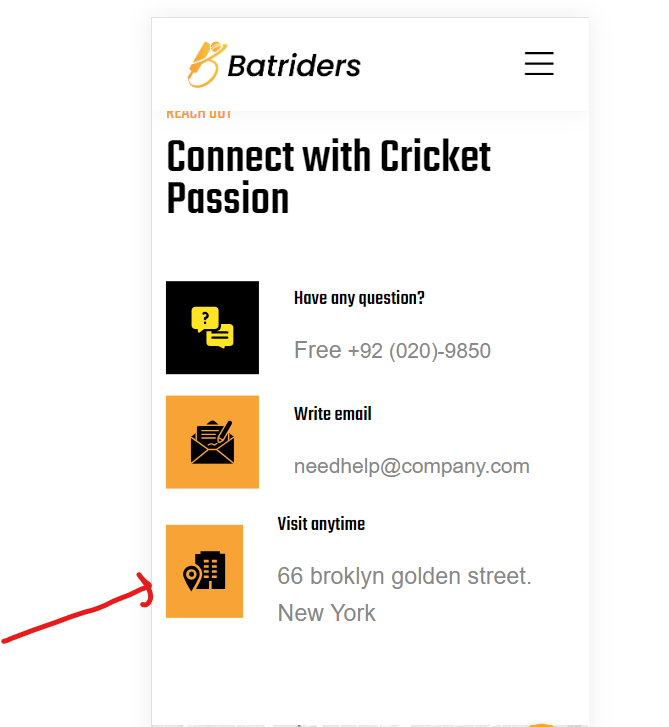 Batriders
REACH OUT
Connect with Cricket
Passion
?
Have any question?
Free +92 (020)-9850
Write email
needhelp@company.com
Visit anytime
66 broklyn golden street.
New York